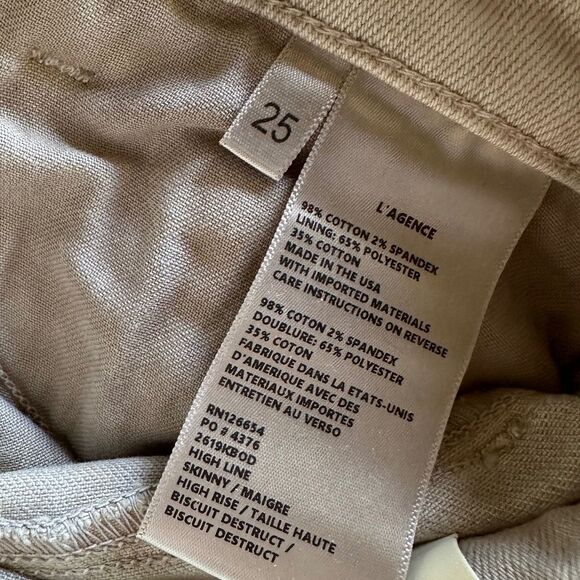 25
L'AGENCE
98% COTTON 2% SPANDEX
LINING: 65% POLYESTER
35% COTTON
MADE IN THE USA
WITH IMPORTED MATERIALS
CARE INSTRUCTIONS ON REVERSE
98% COTON 2% SPANDEX
DOUBLURE: 65% POLYESTER
35% COTON
FABRIQUE DANS LA ETATS-UNIS
D'AMERIQUE AVEC DES
MATERIAUX IMPORTES
ENTRETIEN AU VERSO
RN126654
PO # 4376
2619KBOD
HIGH LINE
SKINNY / MAIGRE
HIGH RISE / TAILLE HAUTE
BISCUIT DESTRUCT /
BISCUIT DESTRUCT